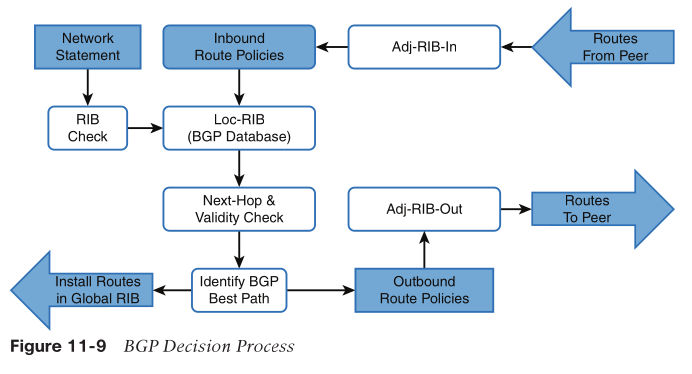 Network
Statement
Inbound
Route Policies
Adj-RIB-In
Routes
From Peer
RIB
Check
Loc-RIB
(BGP Database)
Next-Hop &
Validity Check
Adj-RIB-Out
Routes
To Peer
Install Routes
in Global RIB
Identify BGP
Best Path
Outbound
Route Policies
Figure 11-9 BGP Decision Process